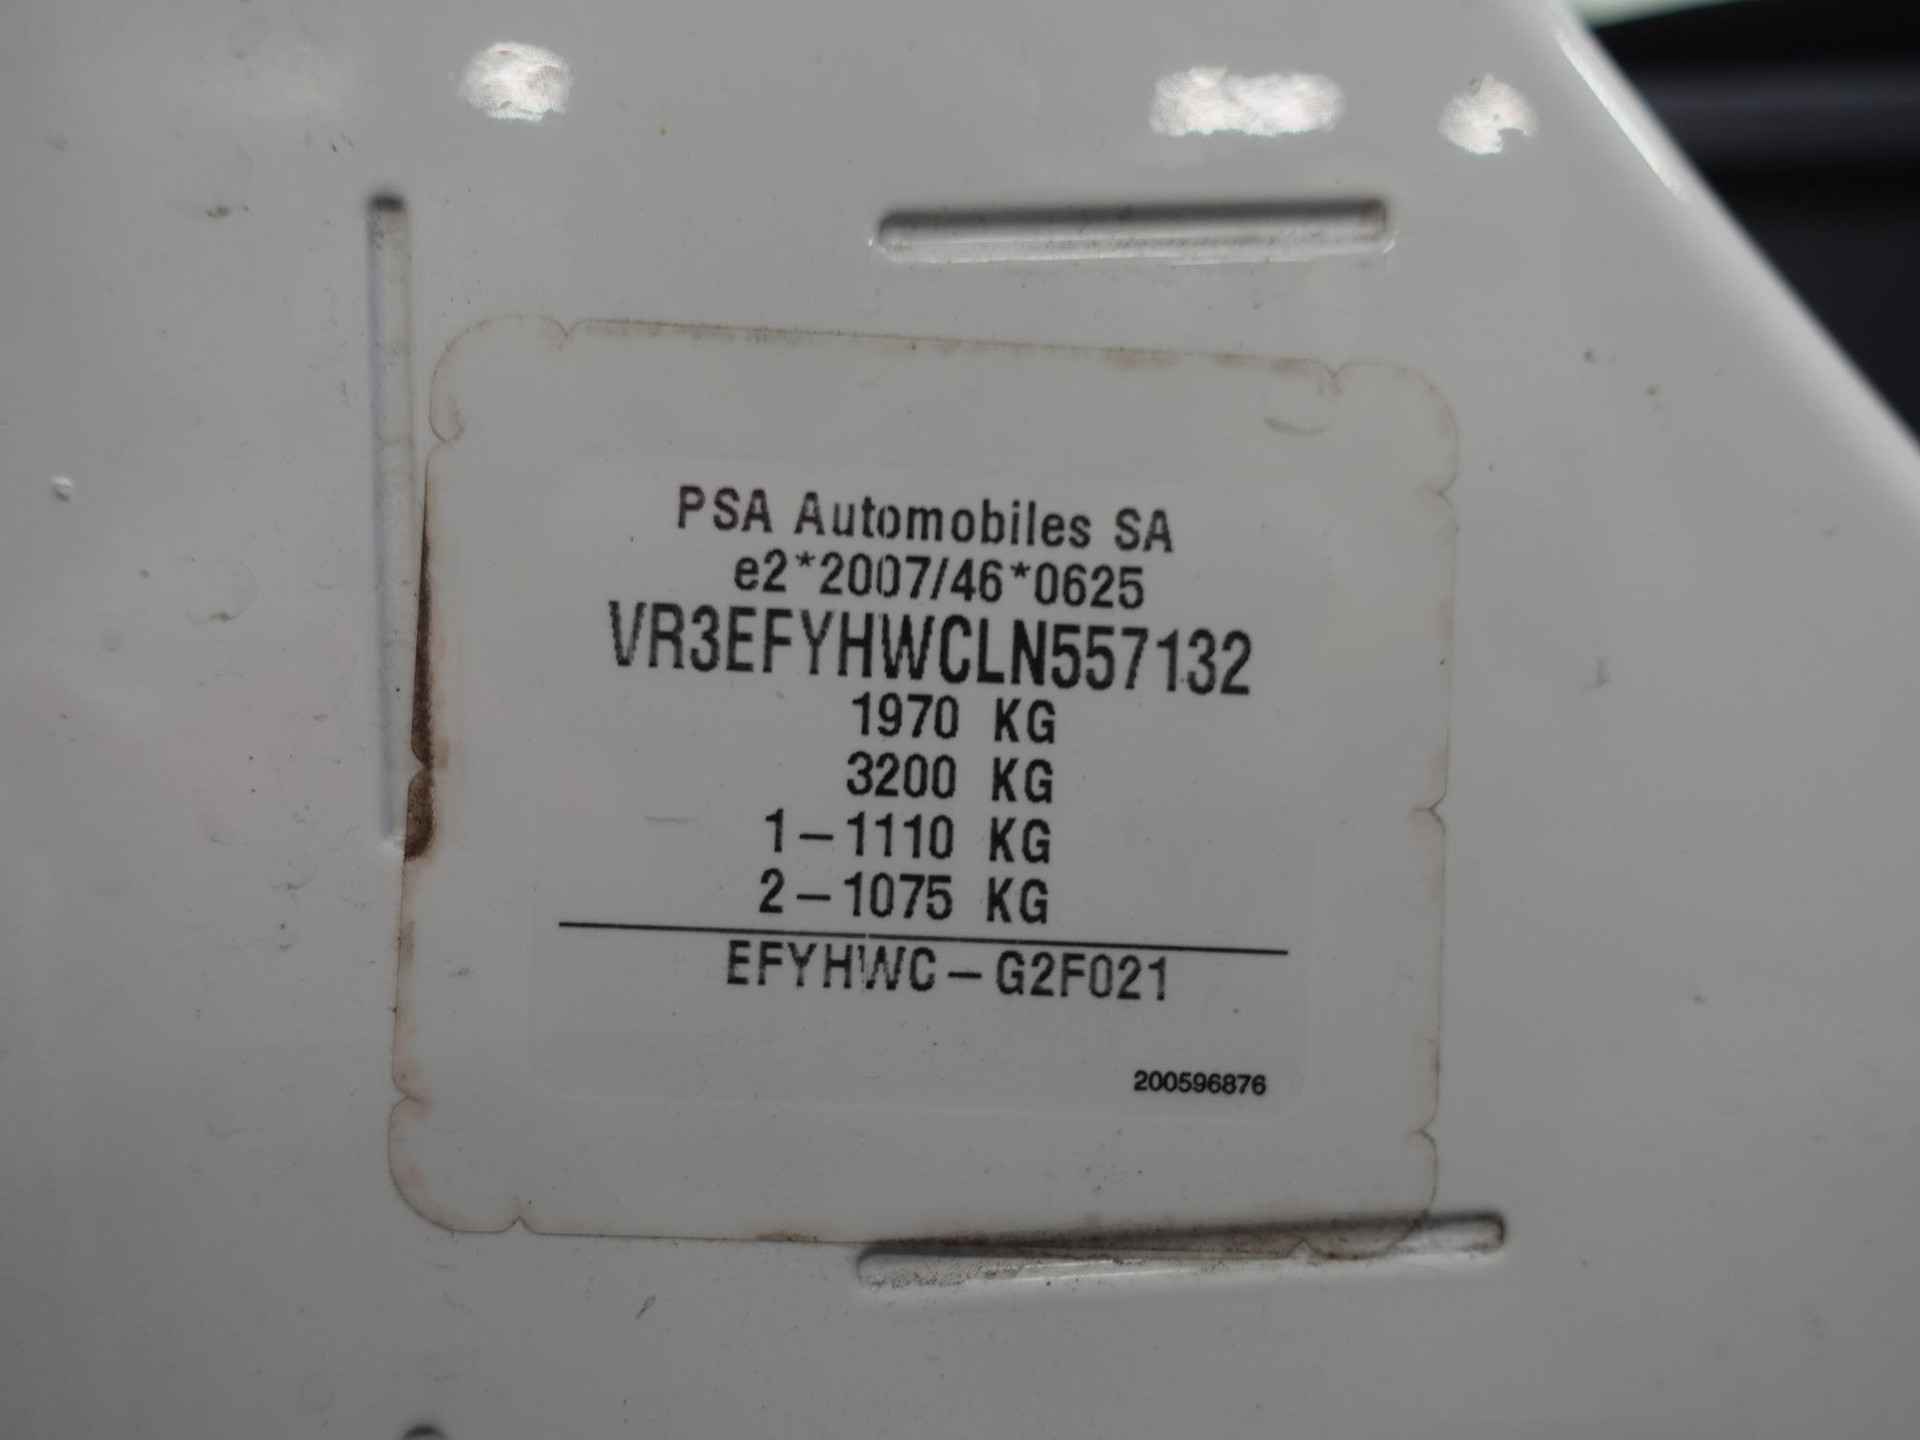 PSA Automobiles SA
e2*2007/46*0625
VR3EFYHWCLN557132
1970 KG
3200 KG
1-1110 KG
2-1075 KG
EFYHWC-G2F021
200596876